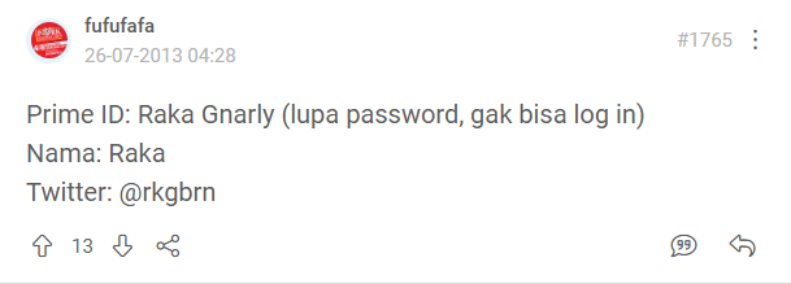 fufufafa
26-07-2013 04:28
#1765
Prime ID: Raka Gnarly (lupa password, gak bisa log in)
Nama: Raka
Twitter: @rkgbrn
13
99